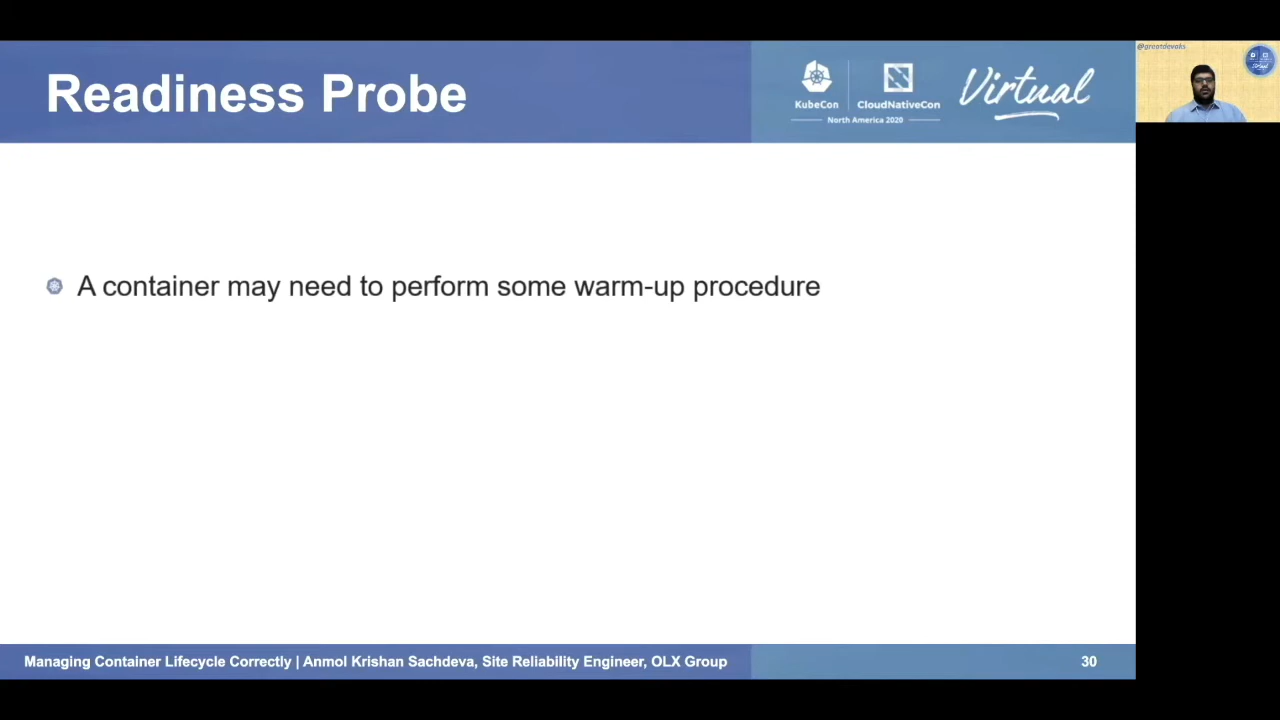 Readiness Probe
KubeCon
CloudNativeCon
North America 2020
Virtual
@greatdevaks
A container may need to perform some warm-up procedure
Managing Container Lifecycle Correctly | Anmol Krishan Sachdeva, Site Reliability Engineer, OLX Group
30